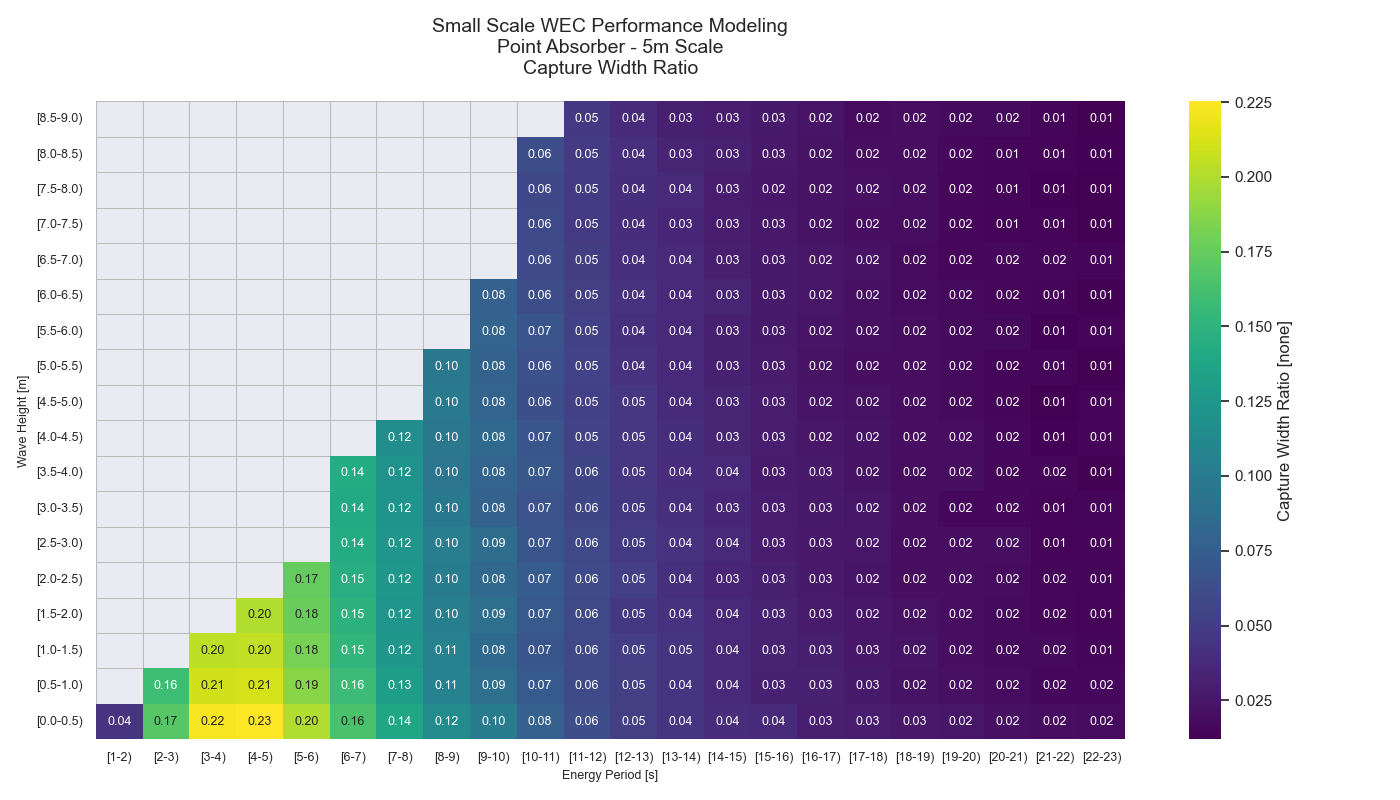 Small Scale WEC Performance Modeling
Point Absorber - 5m Scale
Capture Width Ratio
[8.5-9.0) 0.05 0.04 0.03 0.03 0.03 0.02 0.02 0.02 0.02 0.02 0.01 0.01
[8.0-8.5) 0.06 0.05 0.04 0.03 0.03 0.03 0.02 0.02 0.02 0.02 0.01 0.01 0.01
[7.5-8.0) 0.06 0.05 0.04 0.04 0.03 0.02 0.02 0.02 0.02 0.02 0.01 0.01 0.01
[7.0-7.5) 0.06 0.05 0.04 0.03 0.03 0.03 0.02 0.02 0.02 0.02 0.01 0.01 0.01
[6.5-7.0) 0.06 0.05 0.04 0.04 0.03 0.03 0.02 0.02 0.02 0.02 0.02 0.02 0.01
[6.0-6.5) 0.08 0.06 0.05 0.04 0.04 0.03 0.03 0.02 0.02 0.02 0.02 0.02 0.01 0.01
[5.5-6.0) 0.08 0.07 0.05 0.04 0.04 0.03 0.03 0.02 0.02 0.02 0.02 0.02 0.01 0.01
[5.0-5.5) 0.10 0.08 0.06 0.05 0.04 0.04 0.03 0.03 0.02 0.02 0.02 0.02 0.02 0.01 0.01
[4.5-5.0) 0.10 0.08 0.06 0.05 0.05 0.04 0.03 0.03 0.02 0.02 0.02 0.02 0.02 0.01 0.01
[4.0-4.5) 0.12 0.10 0.08 0.07 0.05 0.05 0.04 0.03 0.03 0.02 0.02 0.02 0.02 0.02 0.01 0.01
[3.5-4.0) 0.14 0.12 0.10 0.08 0.07 0.06 0.05 0.04 0.04 0.03 0.03 0.02 0.02 0.02 0.02 0.02 0.01
[3.0-3.5) 0.14 0.12 0.10 0.08 0.07 0.06 0.05 0.04 0.03 0.03 0.03 0.02 0.02 0.02 0.02 0.01 0.01
[2.5-3.0) 0.14 0.12 0.10 0.09 0.07 0.06 0.05 0.04 0.04 0.03 0.03 0.02 0.02 0.02 0.02 0.01 0.01
[2.0-2.5) 0.17 0.15 0.12 0.10 0.08 0.07 0.06 0.05 0.04 0.03 0.03 0.03 0.02 0.02 0.02 0.02 0.02 0.01
[1.5-2.0) 0.20 0.18 0.15 0.12 0.10 0.09 0.07 0.06 0.05 0.04 0.04 0.03 0.03 0.02 0.02 0.02 0.02 0.02 0.01
[1.0-1.5) 0.20 0.20 0.18 0.15 0.12 0.11 0.08 0.07 0.06 0.05 0.05 0.04 0.03 0.03 0.02 0.02 0.02 0.02 0.02 0.01
[0.5-1.0) 0.16 0.21 0.21 0.19 0.16 0.13 0.11 0.09 0.07 0.06 0.05 0.04 0.04 0.03 0.03 0.03 0.02 0.02 0.02 0.02 0.02
[0.0-0.5) 0.04 0.17 0.22 0.23 0.20 0.16 0.14 0.12 0.10 0.08 0.06 0.05 0.04 0.04 0.04 0.03 0.03 0.03 0.02 0.02 0.02 0.02
[1-2) [2-3) [3-4) [4-5) [5-6) [6-7) [7-8) [8-9) [9-10) [10-11) [11-12) [12-13) [13-14) [14-15) [15-16) [16-17) [17-18) [18-19) [19-20) [20-21) [21-22) [22-23)
Energy Period [s]
Wave Height [m]
0.225
0.200
0.175
0.150
0.125
0.100
0.075
0.050
0.025
Capture Width Ratio [none]